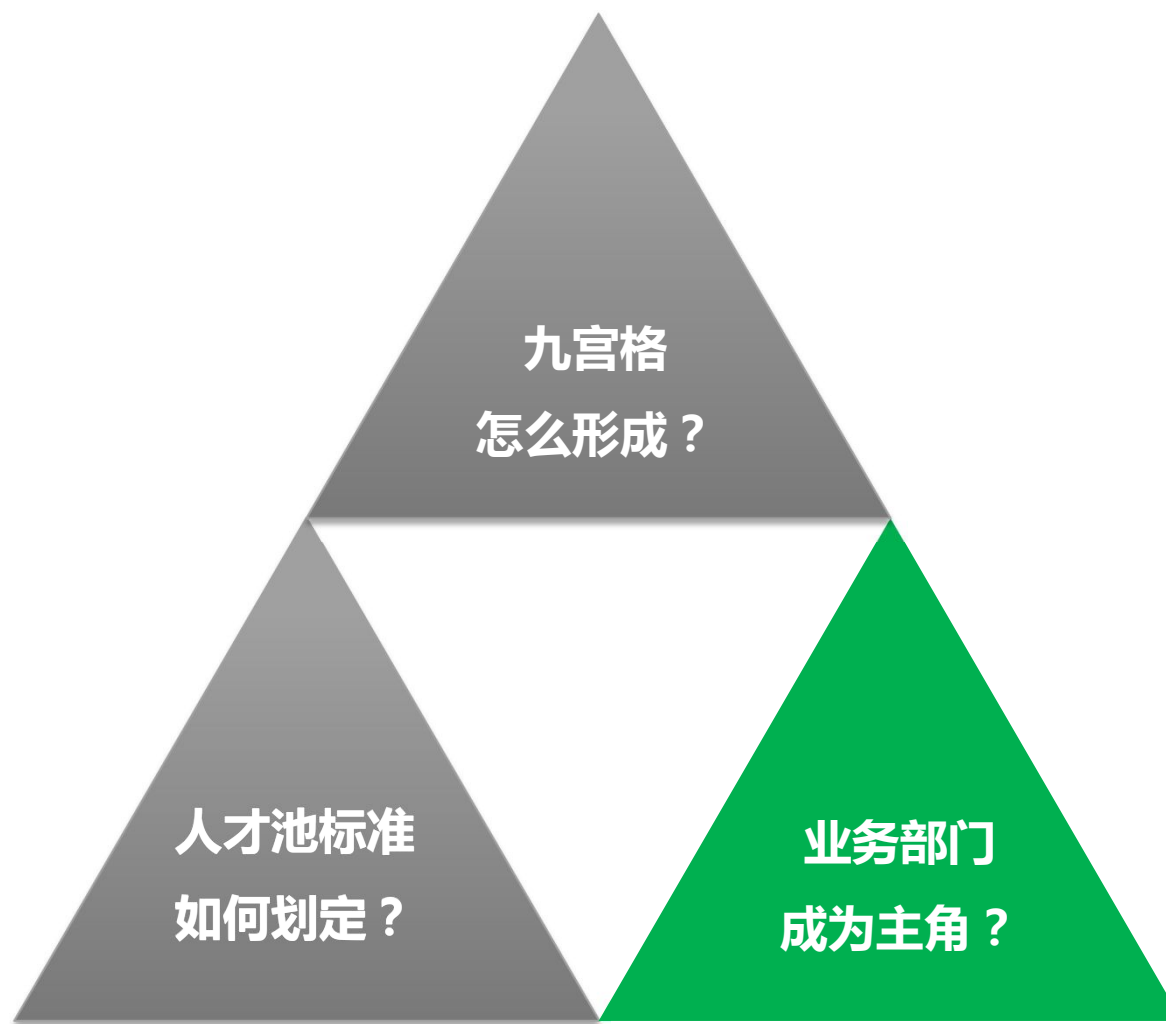 九宫格
怎么形成？
人才池标准
如何划定？
业务部门
成为主角？